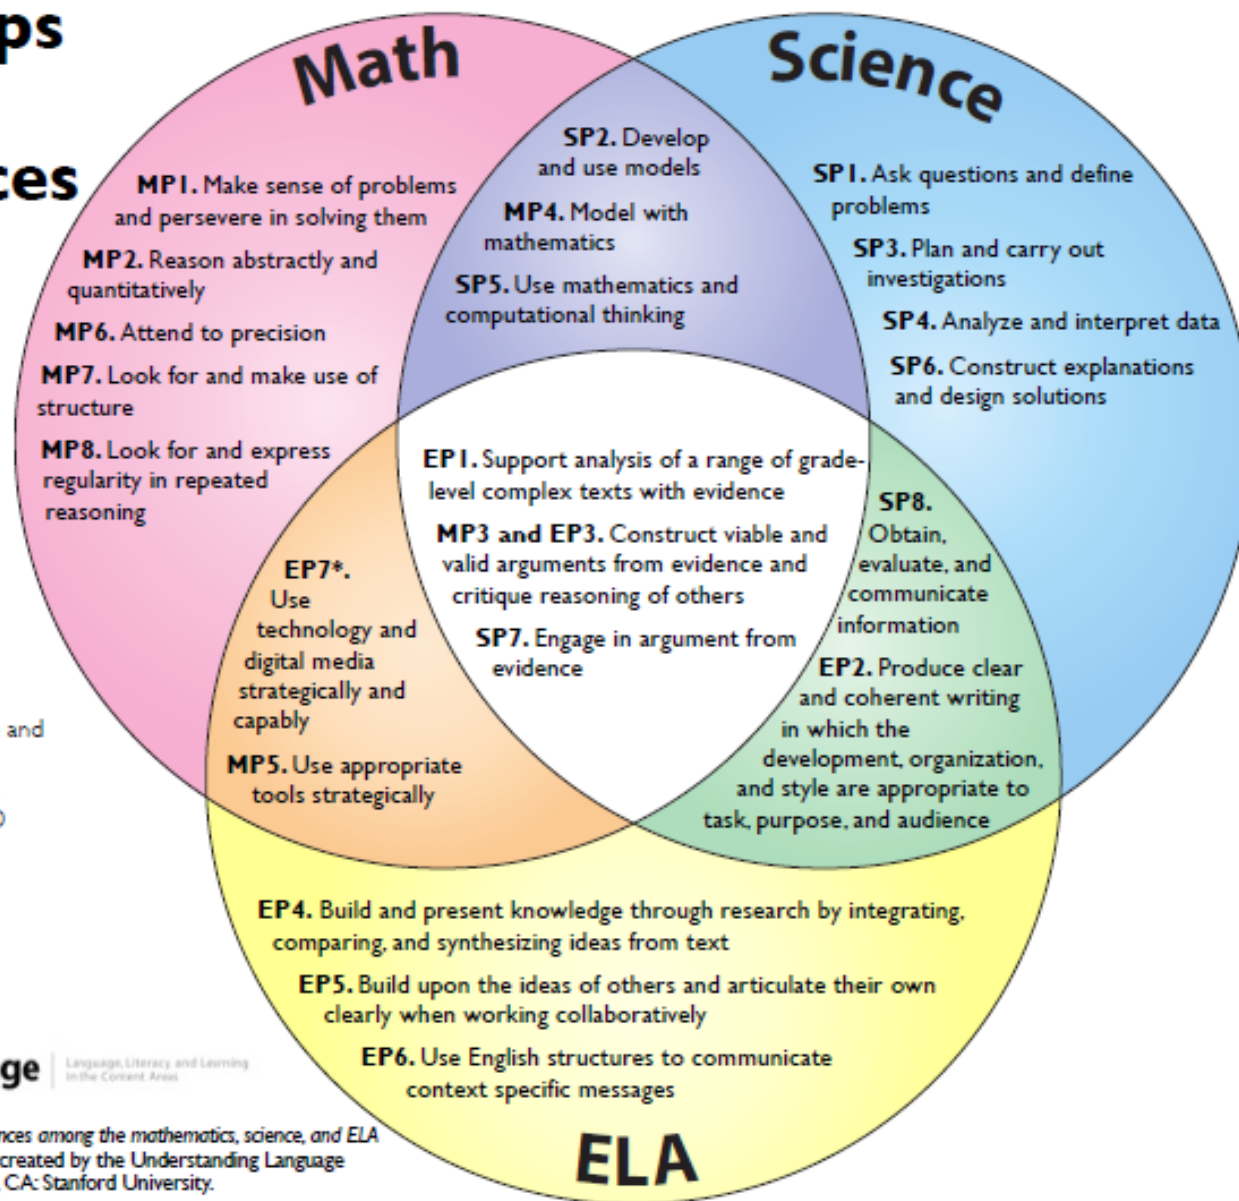 ps
ces
Math
Science
MP1. Make sense of problems
and persevere in solving them
MP2. Reason abstractly and
quantitatively
MP6. Attend to precision
MP7. Look for and make use of
structure
MP8. Look for and express
regularity in repeated
reasoning
SP2. Develop
and use models
MP4. Model with
mathematics
SP5. Use mathematics and
computational thinking
SP1. Ask questions and define
problems
SP3. Plan and carry out
investigations
SP4. Analyze and interpret data
SP6. Construct explanations
and design solutions
EP1. Support analysis of a range of grade-
level complex texts with evidence
MP3 and EP3. Construct viable and
valid arguments from evidence and
critique reasoning of others
SP7. Engage in argument from
evidence
EP7*.
Use
technology and
digital media
strategically and
capably
MP5. Use appropriate
tools strategically
SP8.
Obtain,
evaluate, and
communicate
information
EP2. Produce clear
and coherent writing
in which the
development, organization,
and style are appropriate to
task, purpose, and audience
and
EP4. Build and present knowledge through research by integrating,
comparing, and synthesizing ideas from text
EP5. Build upon the ideas of others and articulate their own
clearly when working collaboratively
EP6. Use English structures to communicate
context specific messages
ELA
ge
Language, Literacy, and Learning
in the Content Areas
nces among the mathematics, science, and ELA
created by the Understanding Language
CA: Stanford University.